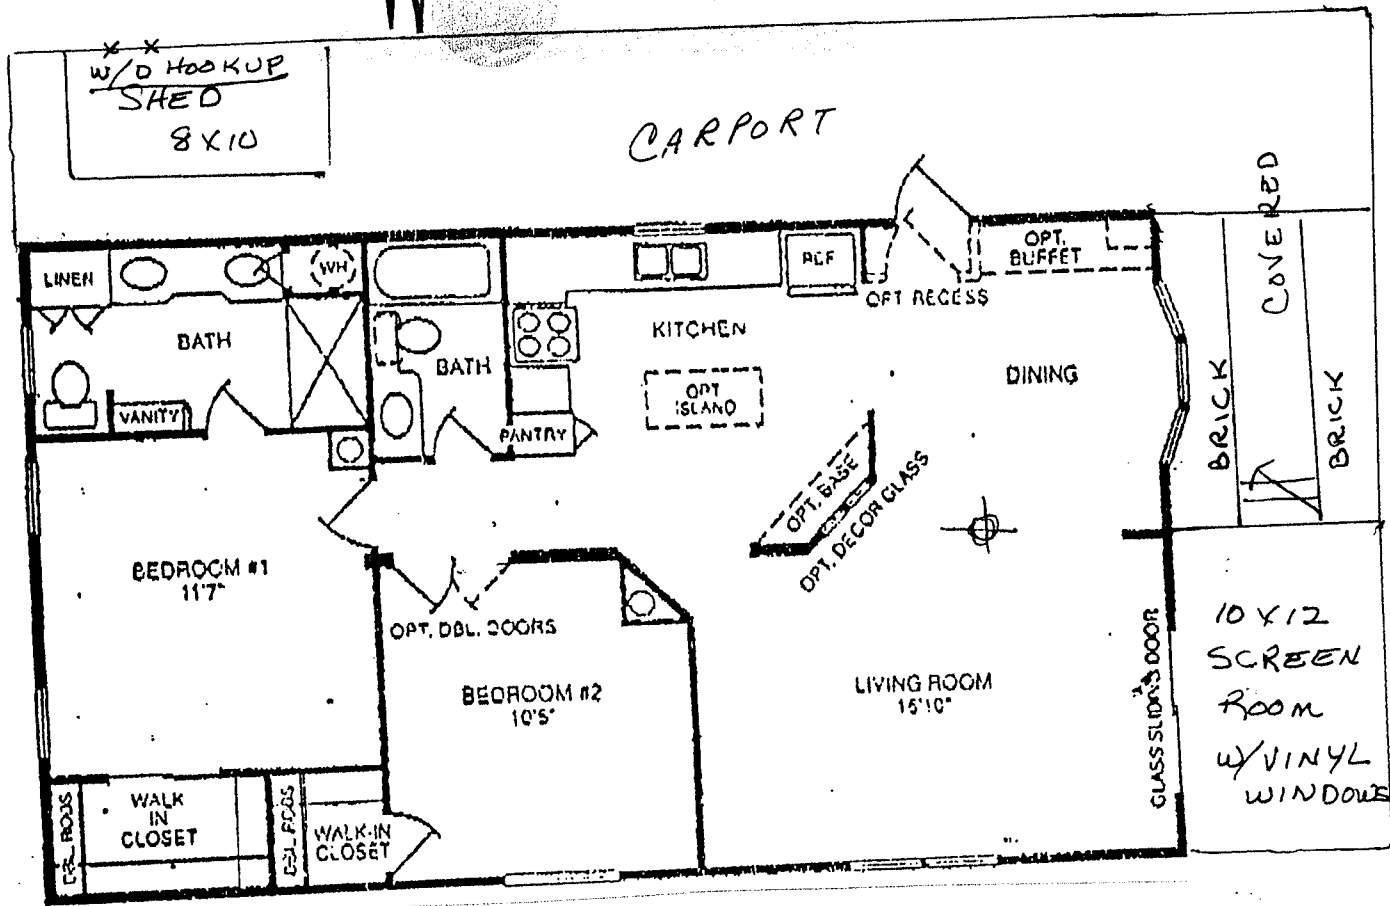 W/D HOOKUP
SHED
8 X 10
CARPORT
COVERED
BRICK
BRICK
LINEN
WH
BATH
VANITY
BATH
KITCHEN
REF
OPT.
BUFFET
OPT RECESS
DINING
OPT
ISLAND
PANTRY
OPT. BASE
OPT. DECOR GLASS
BEDROOM #1
11'7"
OPT. DBL. DOORS
BEDROOM #2
10'5"
LIVING ROOM
15'10"
GLASS SLIDING DOOR
10 X 12
SCREEN
ROOM
W/VINYL
WINDOWS
DBL. RODS
WALK
IN
CLOSET
DBL. RODS
WALK-IN
CLOSET